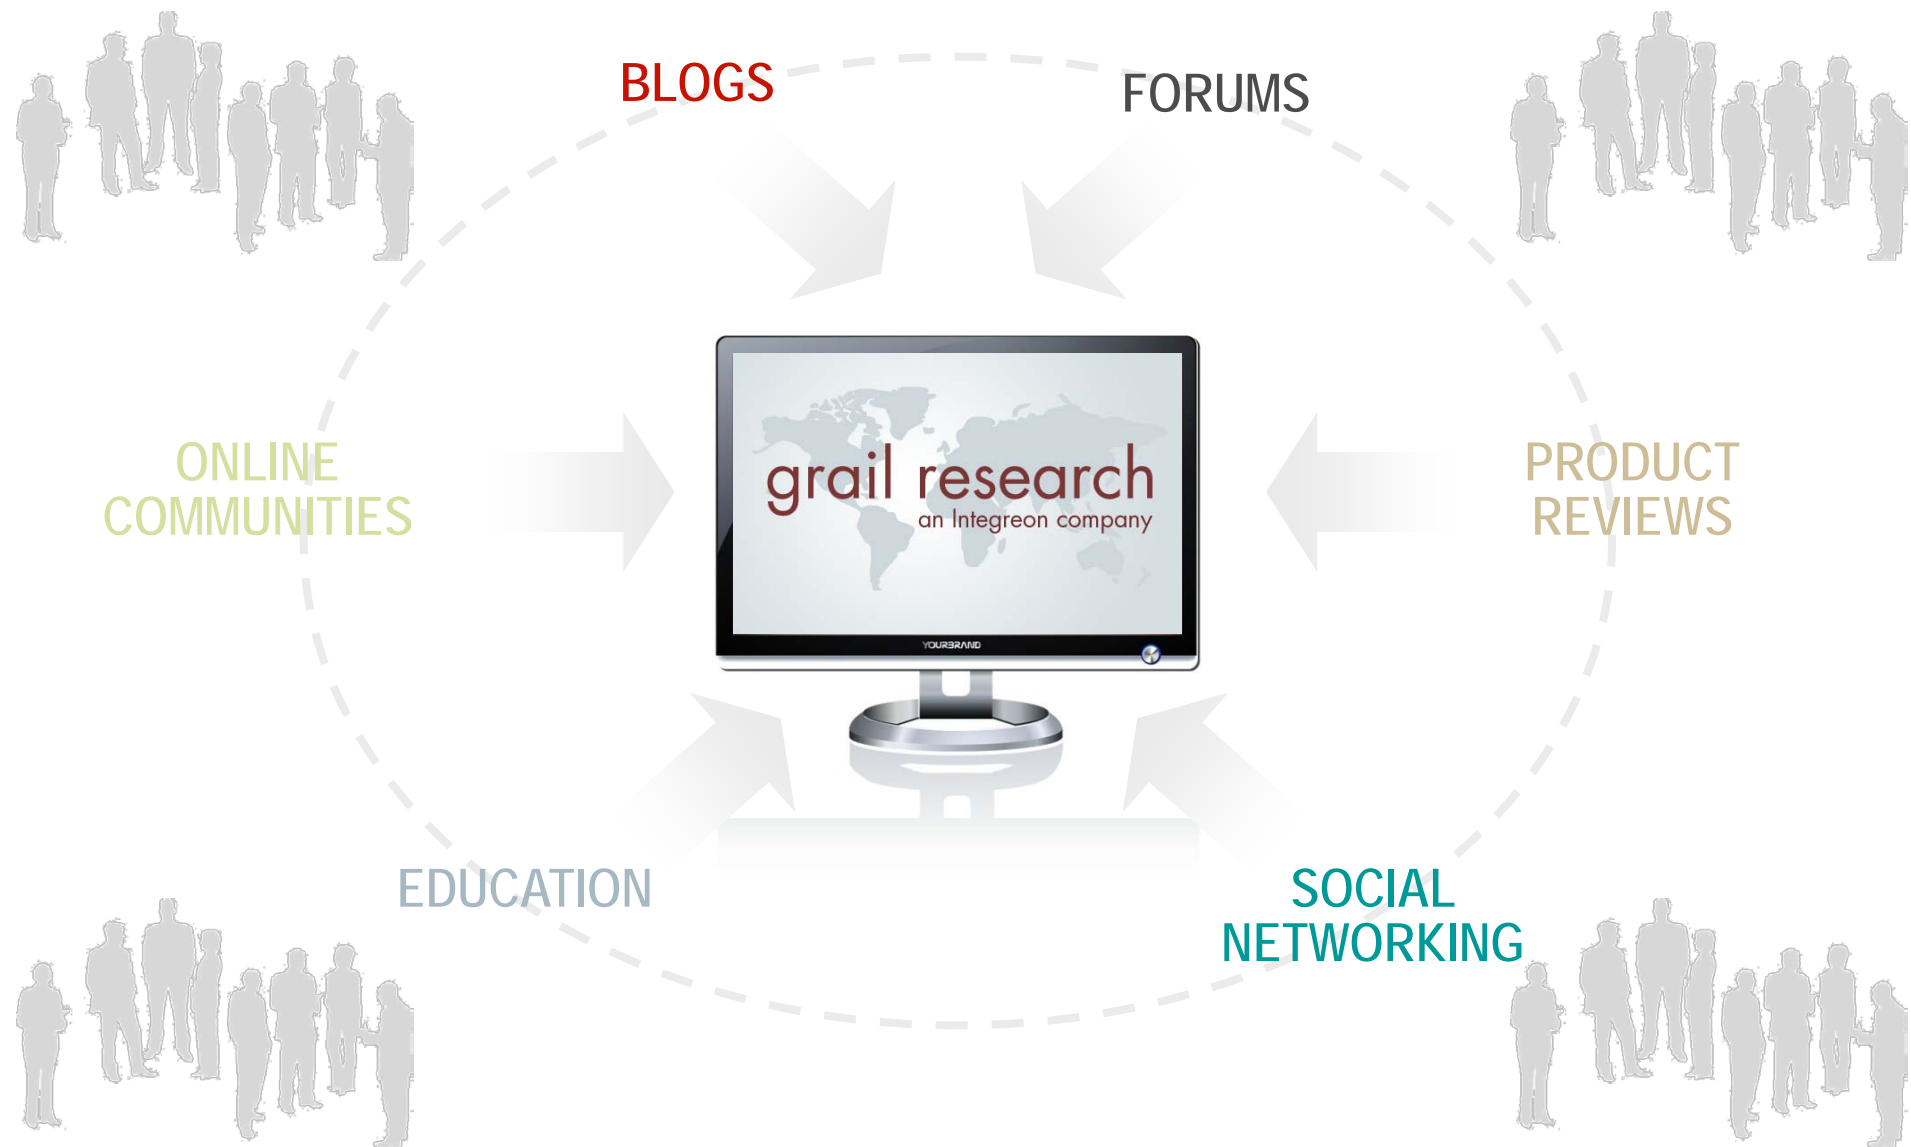 BLOGS
FORUMS
ONLINE
COMMUNITIES
grail research
an Integreon company
PRODUCT
REVIEWS
YOURBRAND
EDUCATION
SOCIAL
NETWORKING